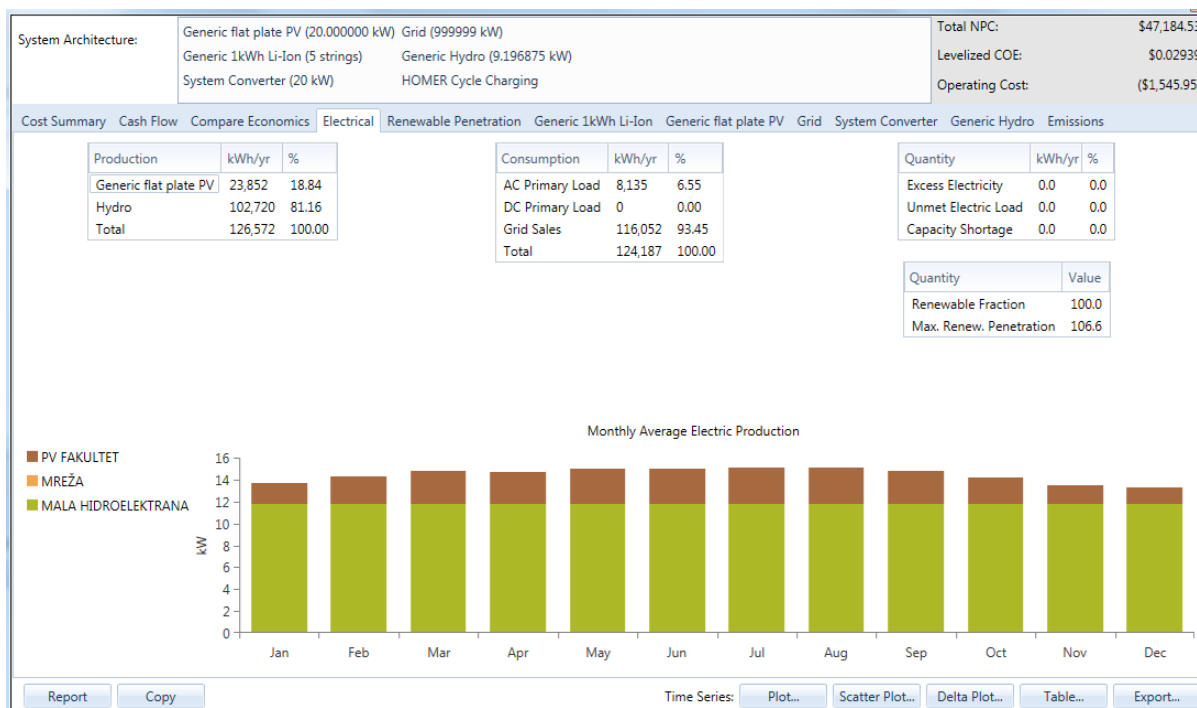 System Architecture:
Generic flat plate PV (20.000000 kW) Grid (999999 kW)
Generic 1kWh Li-Ion (5 strings) Generic Hydro (9.196875 kW)
System Converter (20 kW) HOMER Cycle Charging
Total NPC: $47,184.53
Levelized COE: $0.02939
Operating Cost: ($1,545.95
Cost Summary Cash Flow Compare Economics Electrical Renewable Penetration Generic 1kWh Li-Ion Generic flat plate PV Grid System Converter Generic Hydro Emissions
Production kWh/yr %
Generic flat plate PV 23,852 18.84
Hydro 102,720 81.16
Total 126,572 100.00
Consumption kWh/yr %
AC Primary Load 8,135 6.55
DC Primary Load 0 0.00
Grid Sales 116,052 93.45
Total 124,187 100.00
Quantity kWh/yr %
Excess Electricity 0.0 0.0
Unmet Electric Load 0.0 0.0
Capacity Shortage 0.0 0.0
Quantity Value
Renewable Fraction 100.0
Max. Renew. Penetration 106.6
Monthly Average Electric Production
PV FAKULTET
MREŽA
MALA HIDROELEKTRANA
kW
16
14
12
10
8
6
4
2
0
Jan Feb Mar Apr May Jun Jul Aug Sep Oct Nov Dec
Report Copy Time Series: Plot... Scatter Plot... Delta Plot... Table... Export...